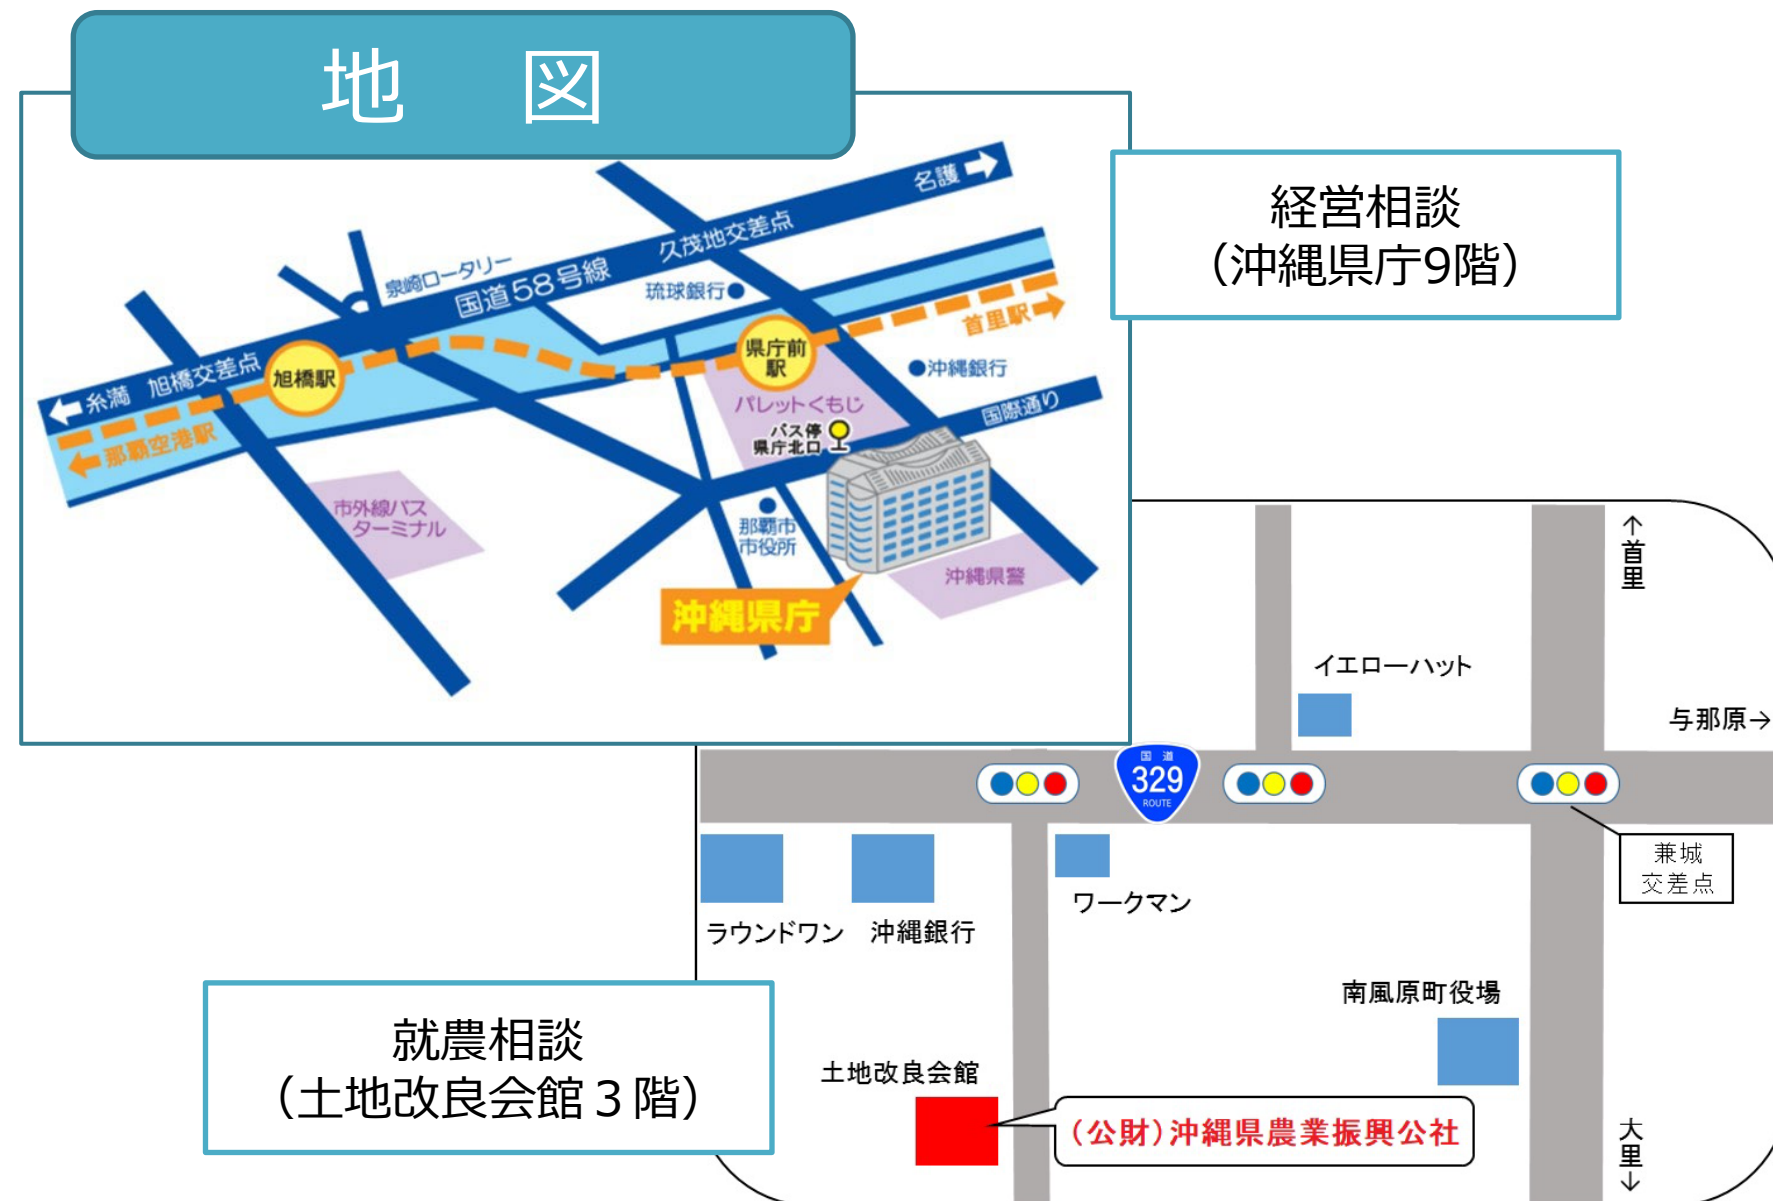 地　図
経営相談
（沖縄県庁9階）
名護
久茂地交差点
泉崎ロータリー
国道58号線
琉球銀行
首里駅
県庁前
駅
沖縄銀行
糸満　旭橋交差点
旭橋駅
パレットくもじ
国際通り
バス停
県庁北口
那覇空港駅
市外線バス
ターミナル
那覇市
市役所
沖縄県警
沖縄県庁
↑首里
イエローハット
与那原→
国道
329
ROUTE
兼城
交差点
ワークマン
ラウンドワン
沖縄銀行
南風原町役場
就農相談
（土地改良会館３階）
土地改良会館
（公財）沖縄県農業振興公社
大里↓